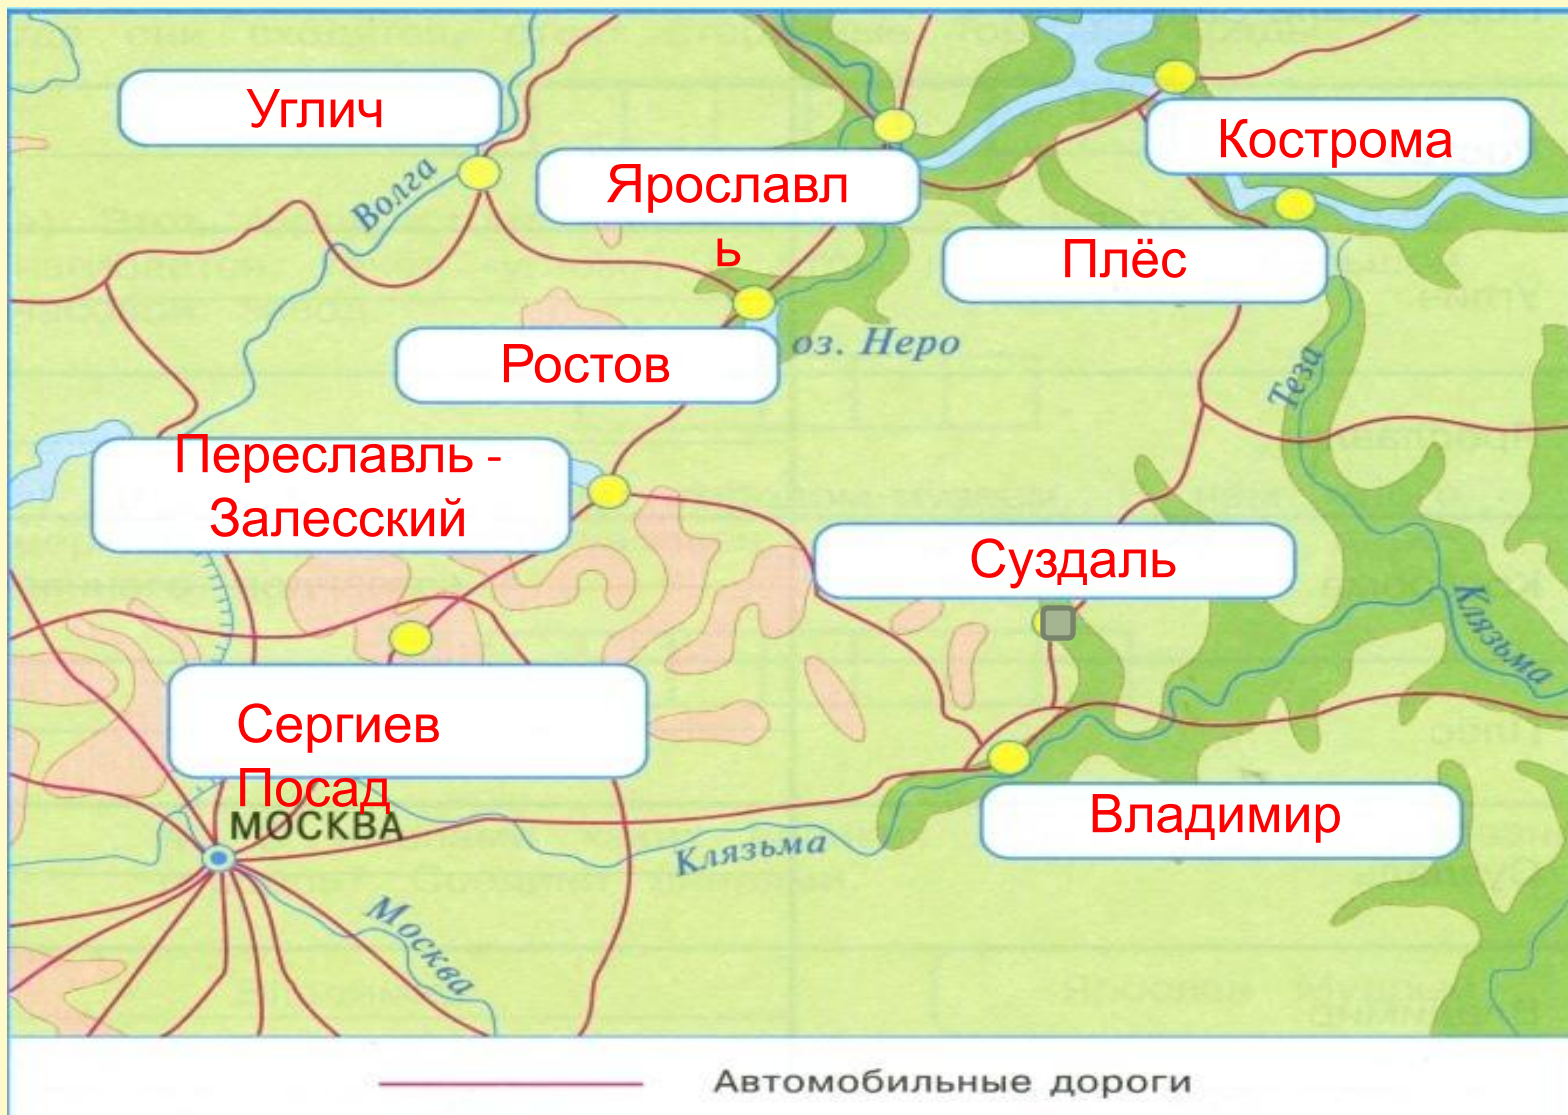 Углич
Волга
Ярославл
ь
Кострома
Плёс
Ростов
оз. Неро
Теза
Переславль -
Залесский
Суздаль
Клязьма
Сергиев
Посад
МОСКВА
Владимир
Клязьма
Москва
Автомобильные дороги